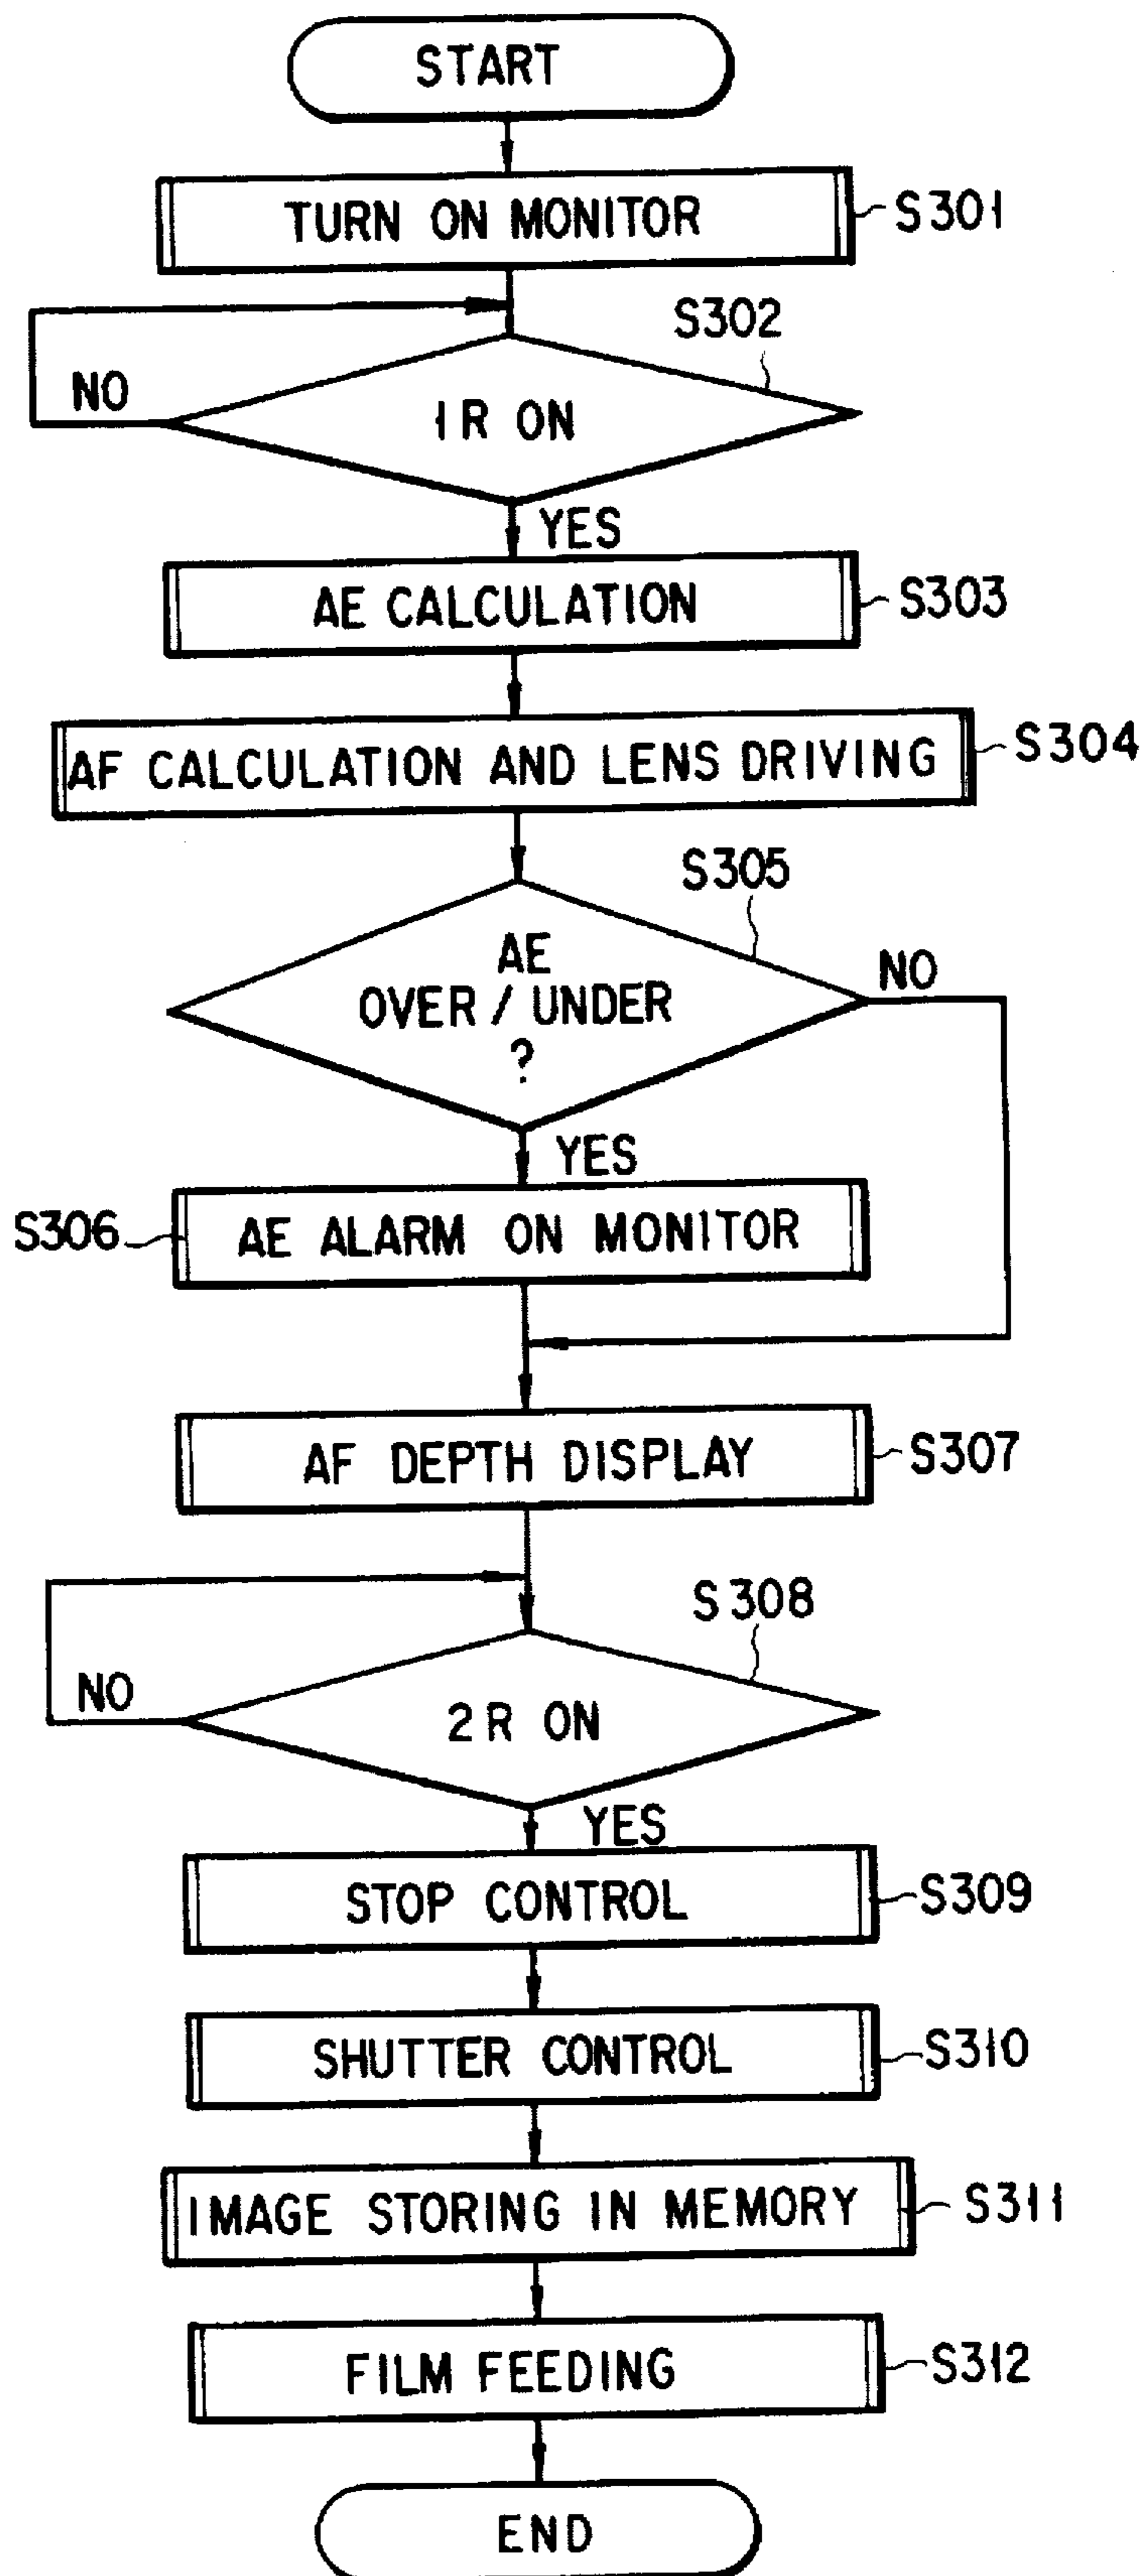 START
TURN ON MONITOR
S301
S302
NO
1R ON
YES
AE CALCULATION
S303
AF CALCULATION AND LENS DRIVING
S304
S305
AE
OVER / UNDER
?
NO
YES
S306
AE ALARM ON MONITOR
AF DEPTH DISPLAY
S307
S308
NO
2R ON
YES
STOP CONTROL
S309
SHUTTER CONTROL
S310
IMAGE STORING IN MEMORY
S311
FILM FEEDING
S312
END